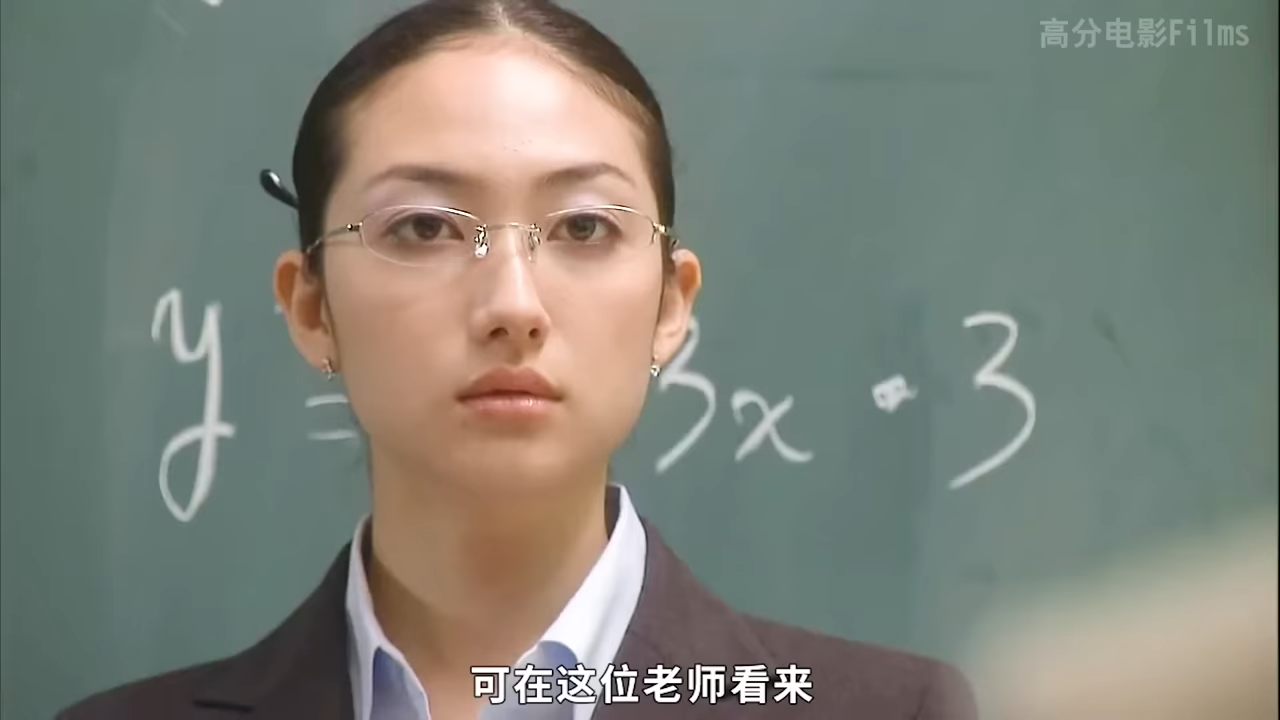 高分电影Films
y = 3x · 3
可在这位老师看来